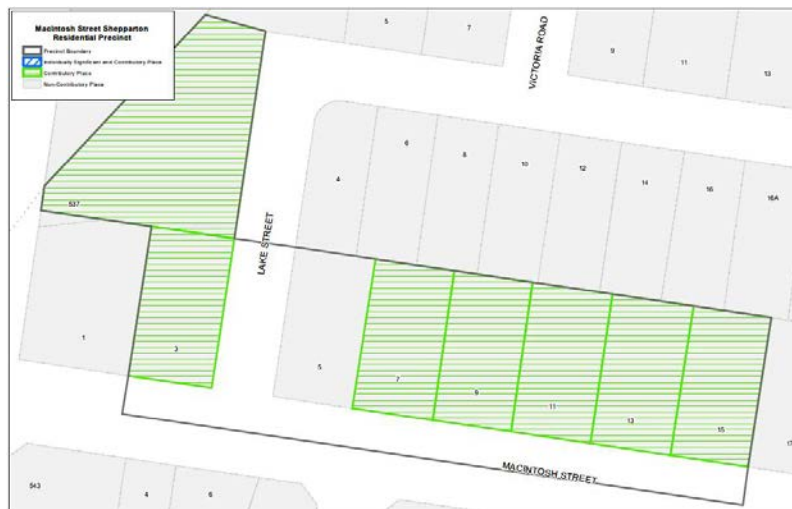 Macintosh Street Shepparton
Residential Precinct
Precinct Boundary
Individually Significant and Contributory Place
Contributory Place
Non-Contributory Place
5
7
VICTORIA ROAD
9
11
13
4
6
8
10
12
14
16
16A
537
LAKE STREET
1
3
5
7
9
11
13
15
17
MACINTOSH STREET
543
4
6